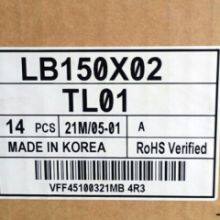 LB150X02
TL01
14 PCS 21M/05-01 A
MADE IN KOREA RoHS Verified
VFF45100321MB 4R3